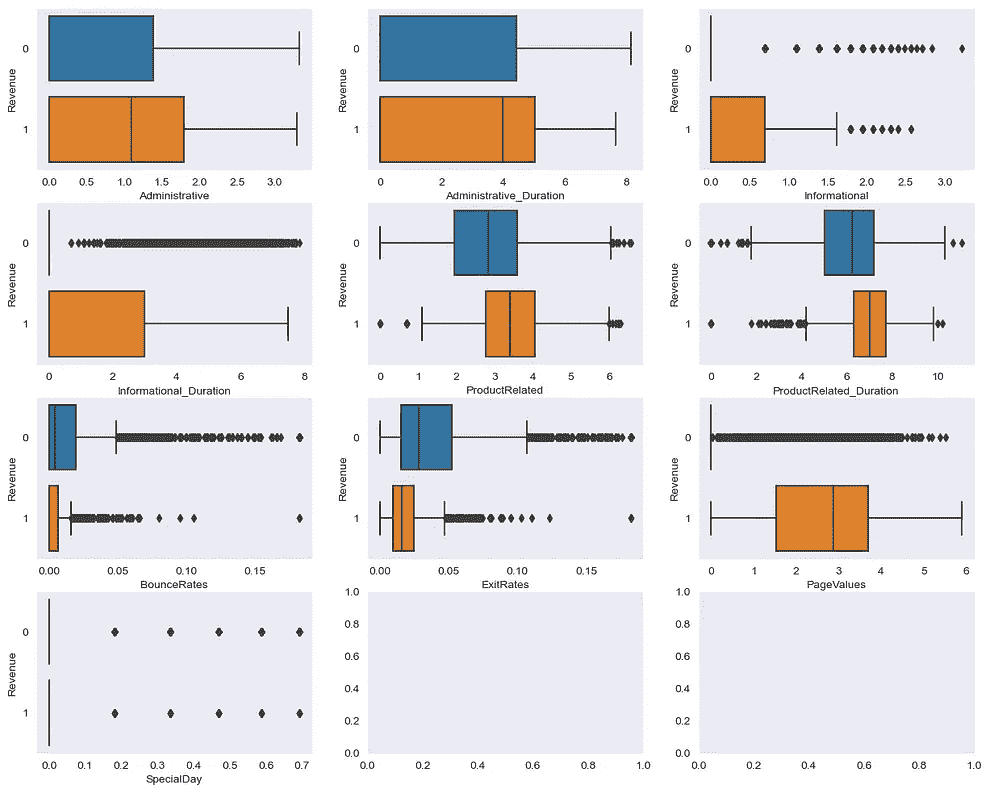 0
1
Revenue
0.0 0.5 1.0 1.5 2.0 2.5 3.0
Administrative
0
1
Revenue
0 2 4 6 8
Administrative_Duration
0
1
Revenue
0.0 0.5 1.0 1.5 2.0 2.5 3.0
Informational
0
1
Revenue
0 2 4 6 8
Informational_Duration
0
1
Revenue
0 1 2 3 4 5 6
ProductRelated
0
1
Revenue
0 2 4 6 8 10
ProductRelated_Duration
0
1
Revenue
0.00 0.05 0.10 0.15
BounceRates
0
1
Revenue
0.00 0.05 0.10 0.15
ExitRates
0
1
Revenue
0 1 2 3 4 5 6
PageValues
0
1
Revenue
0.0 0.1 0.2 0.3 0.4 0.5 0.6 0.7
SpecialDay
1.0
0.8
0.6
0.4
0.2
0.0
0.0 0.2 0.4 0.6 0.8 1.0
1.0
0.8
0.6
0.4
0.2
0.0
0.0 0.2 0.4 0.6 0.8 1.0